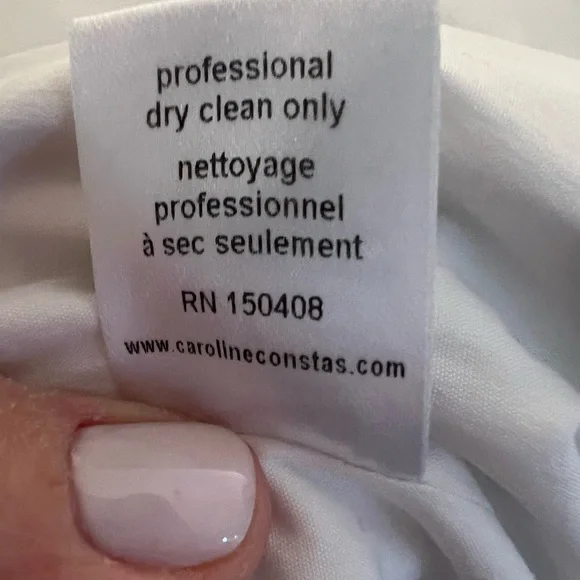 professional
dry clean only
nettoyage
professionnel
à sec seulement
RN 150408
www.carolineconstas.com